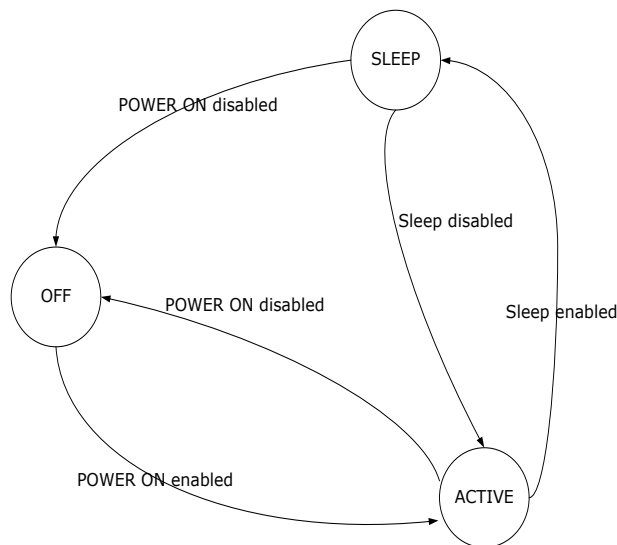 SLEEP
POWER ON disabled
Sleep disabled
OFF
POWER ON disabled
Sleep enabled
POWER ON enabled
ACTIVE